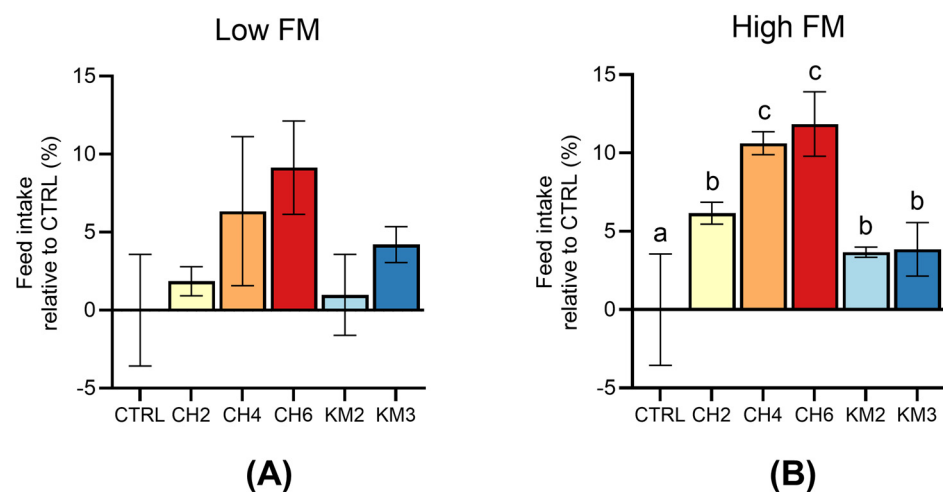 Low FM
Feed intake
relative to CTRL (%)
15
10
5
0
-5
CTRL CH2 CH4 CH6 KM2 KM3
(A)
High FM
Feed intake
relative to CTRL (%)
15
10
5
0
-5
a b c c b b
CTRL CH2 CH4 CH6 KM2 KM3
(B)